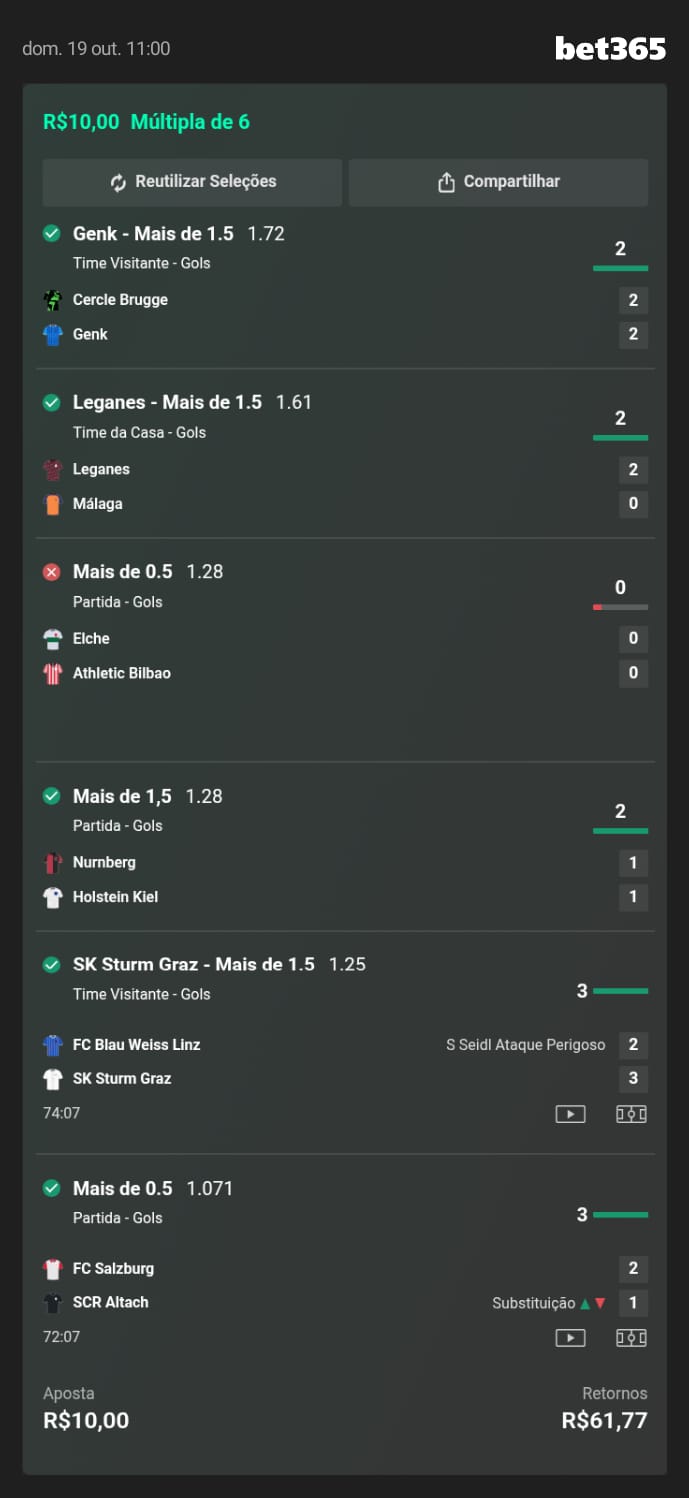 dom. 19 out. 11:00 bet365
R$10,00 Múltipla de 6
Reutilizar Seleções Compartilhar
Genk - Mais de 1.5 1.72
2
Time Visitante - Gols
Cercle Brugge 2
Genk 2
Leganes - Mais de 1.5 1.61
2
Time da Casa - Gols
Leganes 2
Málaga 0
Mais de 0.5 1.28
0
Partida - Gols
Elche 0
Athletic Bilbao 0
Mais de 1,5 1.28
2
Partida - Gols
Nurnberg 1
Holstein Kiel 1
SK Sturm Graz - Mais de 1.5 1.25
3
Time Visitante - Gols
FC Blau Weiss Linz S Seidl Ataque Perigoso 2
SK Sturm Graz 3
74:07
Mais de 0.5 1.071
3
Partida - Gols
FC Salzburg 2
SCR Altach Substituição 1
72:07
Aposta Retornos
R$10,00 R$61,77